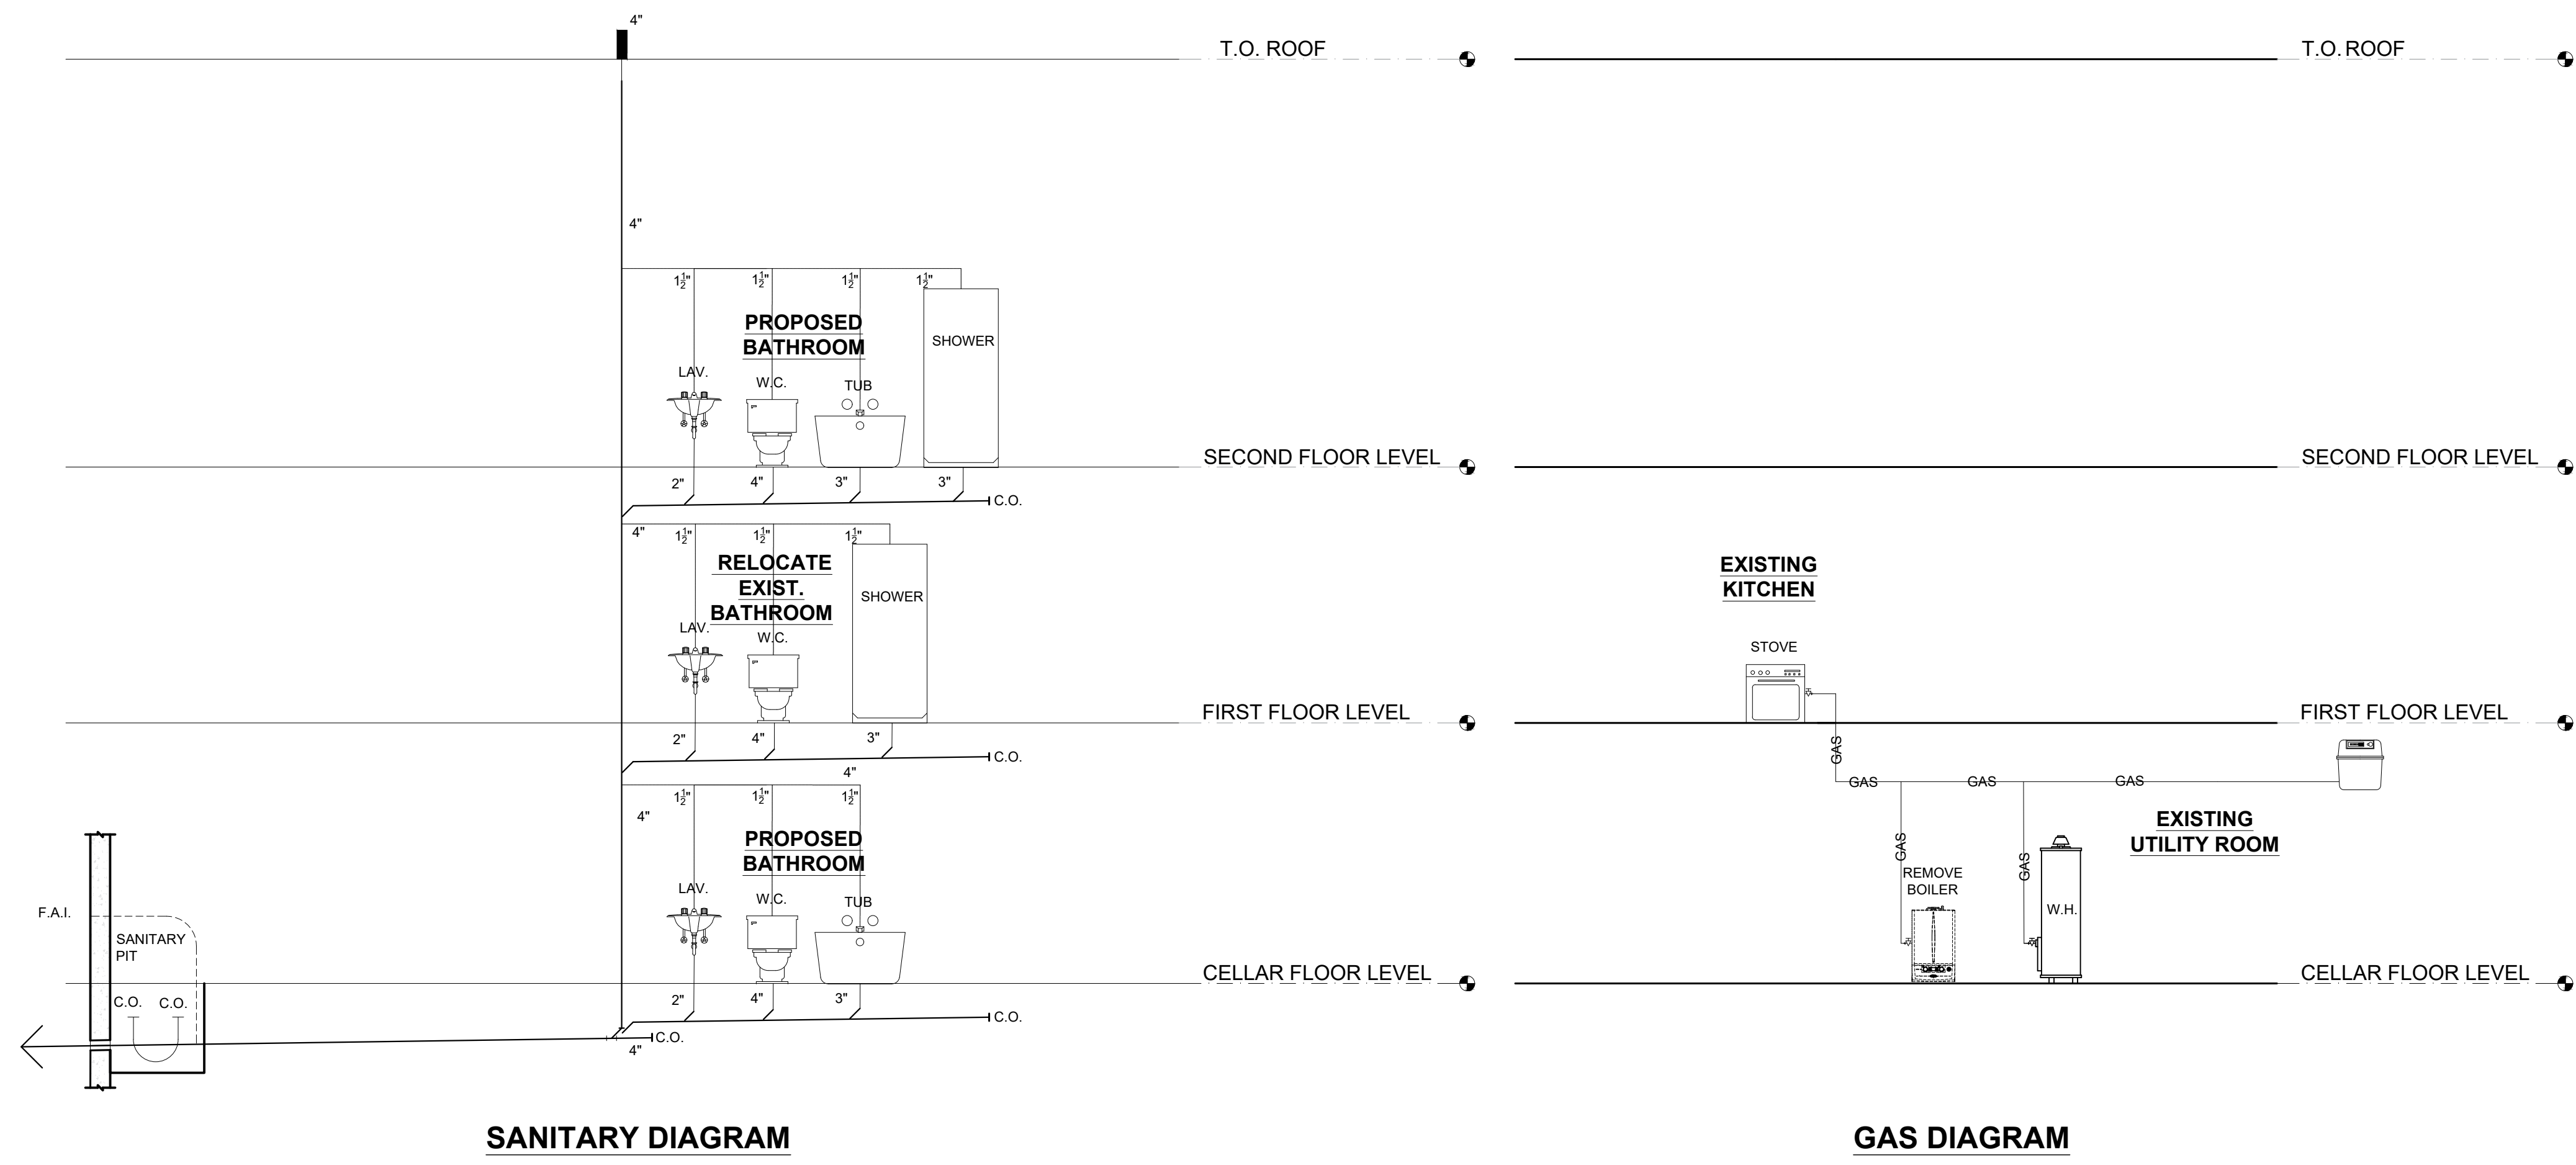 4"
T.O. ROOF
4"
1½" 1½" 1½" 1½"
PROPOSED
BATHROOM
SHOWER
LAV.
W.C.
TUB
SECOND FLOOR LEVEL
2" 4" 3" 3"
C.O.
4" 1½" 1½" 1½"
RELOCATE
EXIST.
BATHROOM
SHOWER
LAV.
W.C.
FIRST FLOOR LEVEL
2" 4" 3"
C.O.
4"
1½" 1½" 1½"
4"
PROPOSED
BATHROOM
LAV.
W.C.
TUB
F.A.I.
SANITARY
PIT
CELLAR FLOOR LEVEL
C.O. C.O.
2" 4" 3"
C.O.
C.O.
4"
SANITARY DIAGRAM
T.O. ROOF
SECOND FLOOR LEVEL
EXISTING
KITCHEN
STOVE
FIRST FLOOR LEVEL
GAS
GAS GAS GAS
EXISTING
UTILITY ROOM
GAS
GAS
REMOVE
BOILER
W.H.
CELLAR FLOOR LEVEL
GAS DIAGRAM